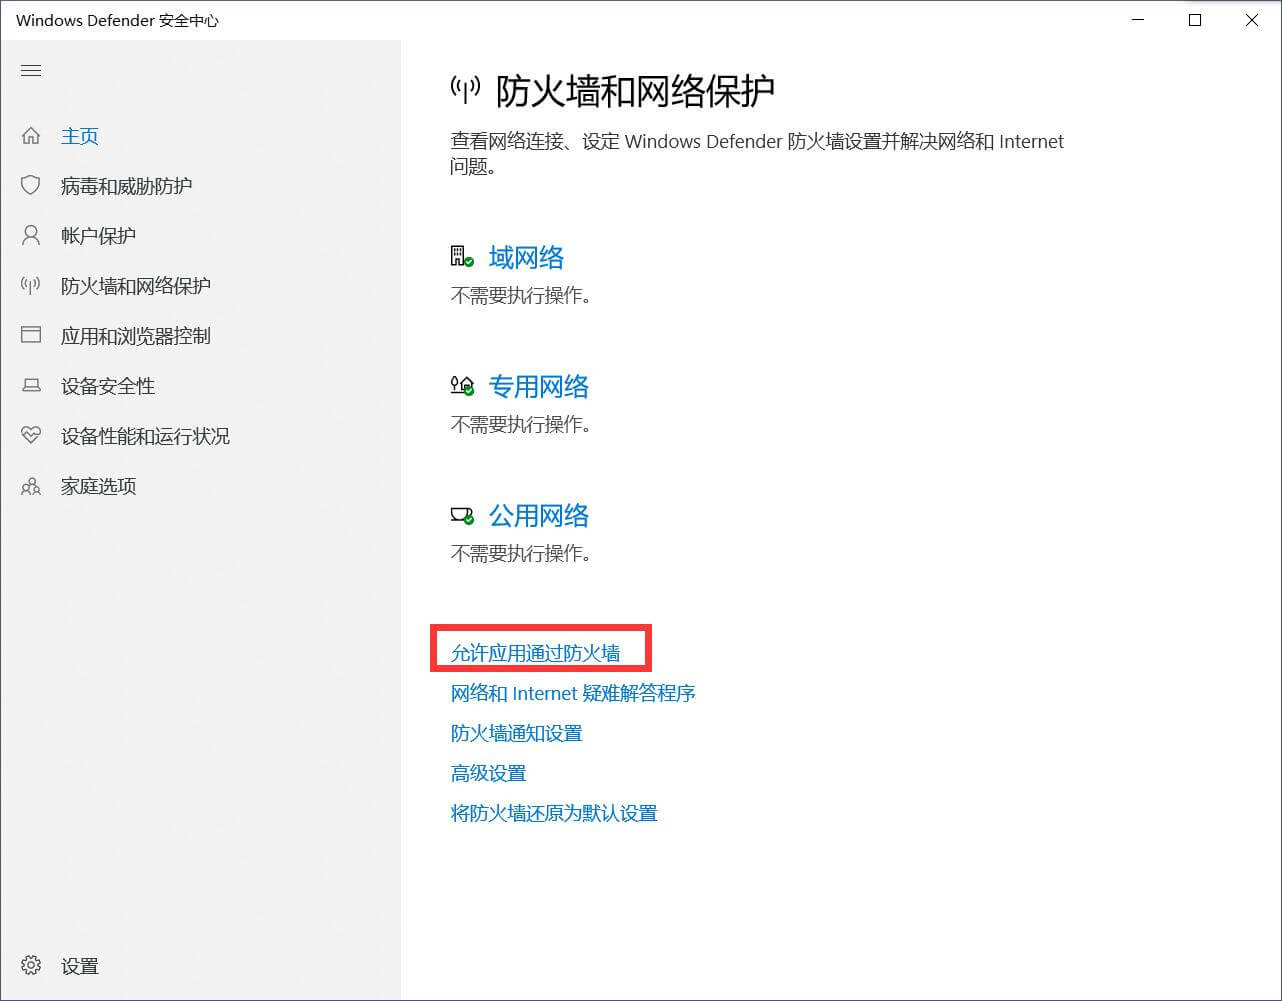 Windows Defender 安全中心
主页
病毒和威胁防护
帐户保护
防火墙和网络保护
应用和浏览器控制
设备安全性
设备性能和运行状况
家庭选项
设置
防火墙和网络保护
查看网络连接、设定 Windows Defender 防火墙设置并解决网络和 Internet
问题。
域网络
不需要执行操作。
专用网络
不需要执行操作。
公用网络
不需要执行操作。
允许应用通过防火墙
网络和 Internet 疑难解答程序
防火墙通知设置
高级设置
将防火墙还原为默认设置